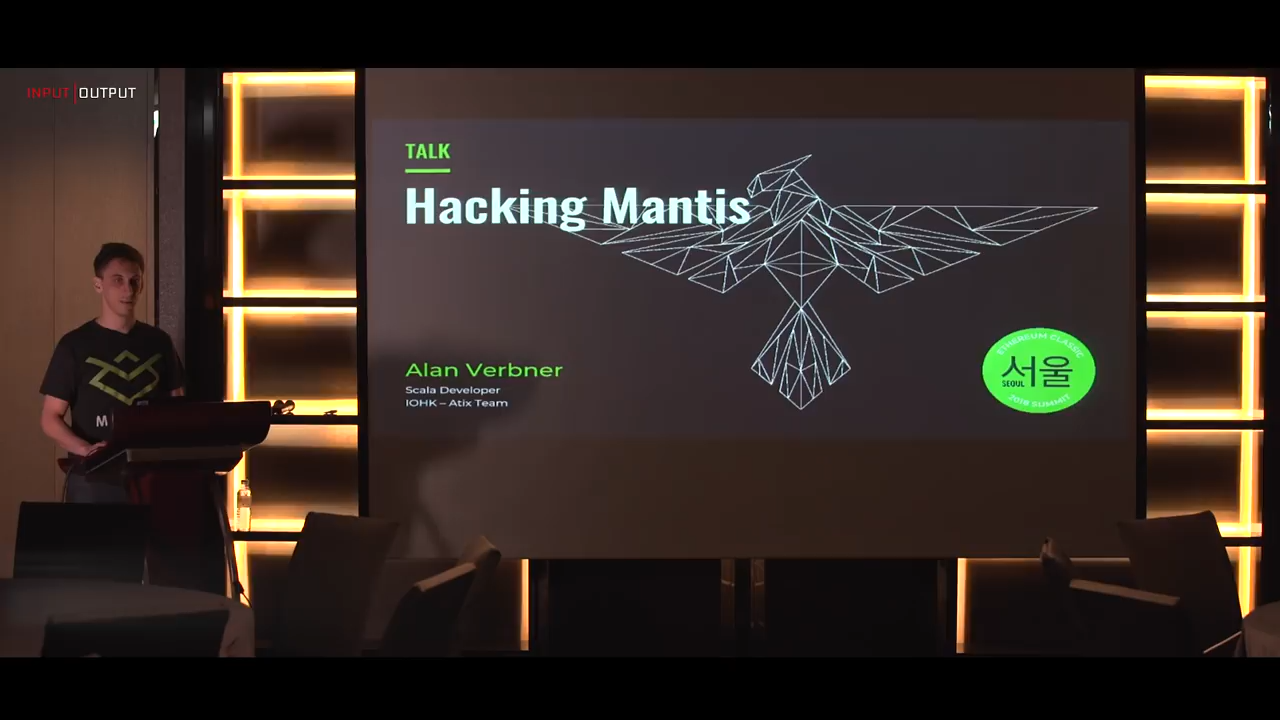 INPUT | OUTPUT
TALK
Hacking Mantis
Alan Verbner
Scala Developer
IOHK – Atix Team
ETHEREUM CLASSIC
서울
SEOUL
2018 SUMMIT
M